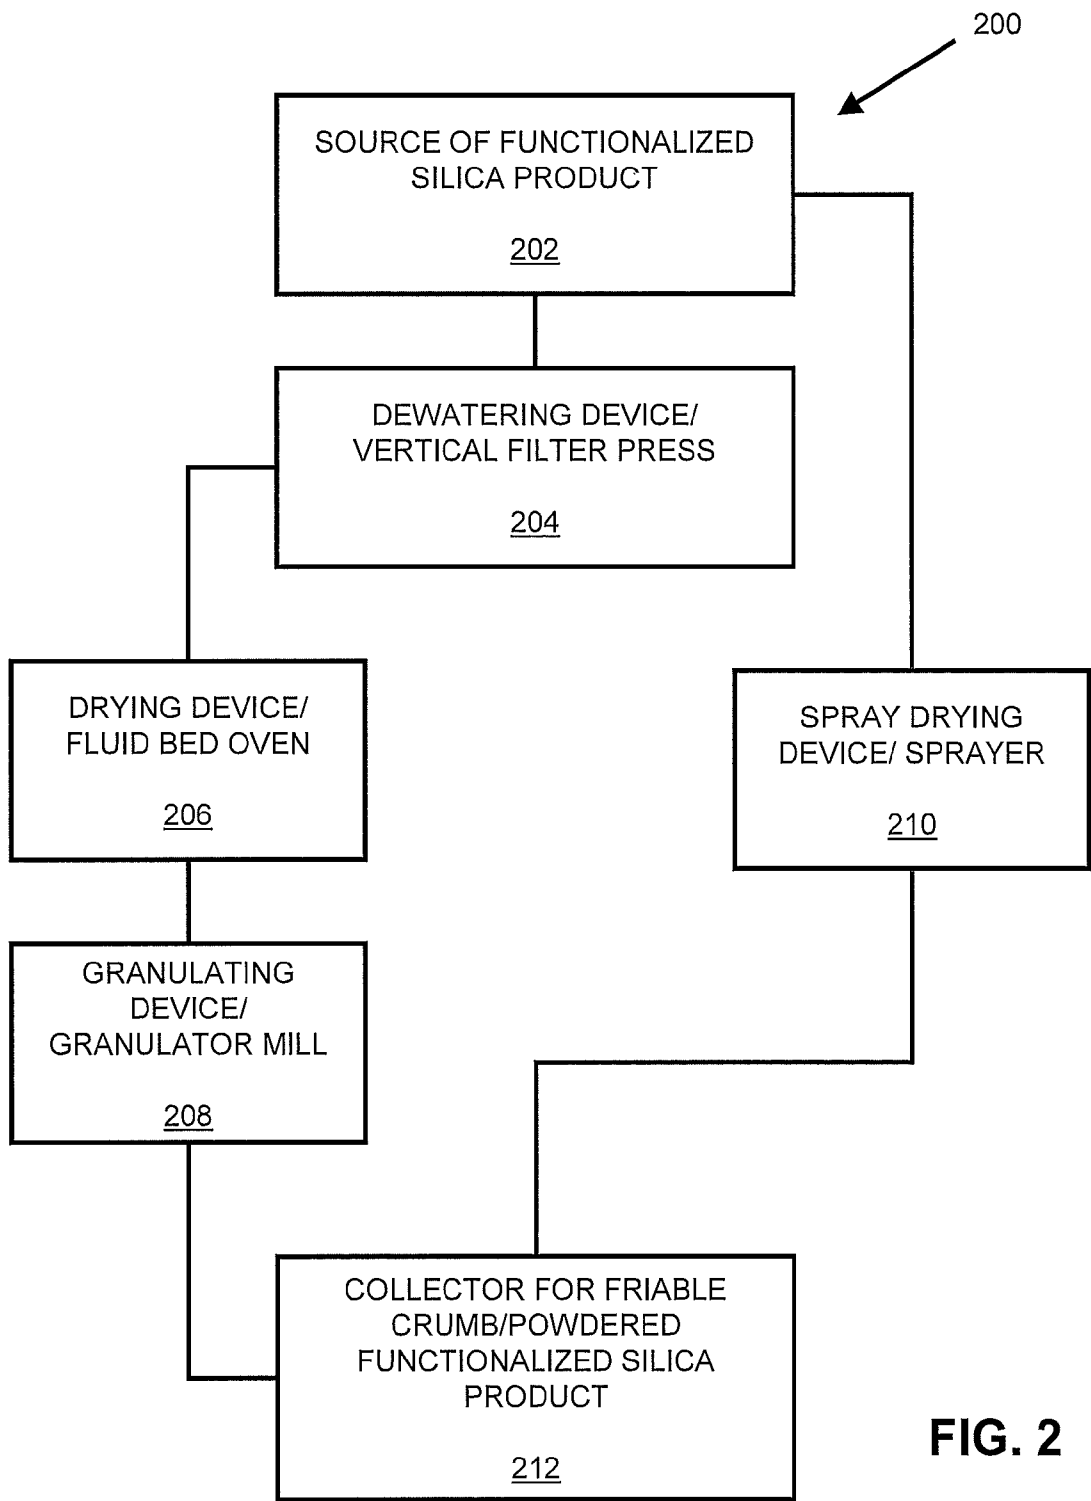 200
SOURCE OF FUNCTIONALIZED
SILICA PRODUCT
202
DEWATERING DEVICE/
VERTICAL FILTER PRESS
204
DRYING DEVICE/
FLUID BED OVEN
206
SPRAY DRYING
DEVICE/ SPRAYER
210
GRANULATING
DEVICE/
GRANULATOR MILL
208
COLLECTOR FOR FRIABLE
CRUMB/POWDERED
FUNCTIONALIZED SILICA
PRODUCT
212
FIG. 2